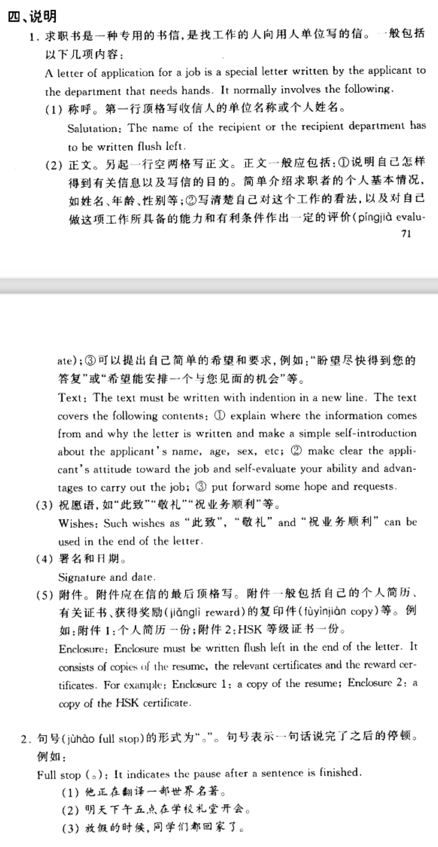 四、说明
1. 求职书是一种专用的书信,是找工作的人向用人单位写的信。一般包括
以下几项内容:
A letter of application for a job is a special letter written by the applicant to
the department that needs hands. It normally involves the following.
(1) 称呼。第一行顶格写收信人的单位名称或个人姓名。
Salutation: The name of the recipient or the recipient department has
to be written flush left.
(2) 正文。另起一行空两格写正文。正文一般应包括:①说明自己怎样
得到有关信息以及写信的目的。简单介绍求职者的个人基本情况,
如姓名、年龄、性别等;②写清楚自己对这个工作的看法,以及对自己
做这项工作所具备的能力和有利条件作出一定的评价(píngjià evalu-
71
ate);③可以提出自己简单的希望和要求,例如:“盼望尽快得到您的
答复”或“希望能安排一个与您见面的机会”等。
Text: The text must be written with indention in a new line. The text
covers the following contents: ① explain where the information comes
from and why the letter is written and make a simple self-introduction
about the applicant's name, age, sex, etc; ② make clear the appli-
cant's attitude toward the job and self-evaluate your ability and advan-
tages to carry out the job; ③ put forward some hope and requests.
(3) 祝愿语,如“此致”“敬礼”“祝业务顺利”等。
Wishes: Such wishes as “此致”, “敬礼” and “祝业务顺利” can be
used in the end of the letter.
(4) 署名和日期。
Signature and date.
(5) 附件。附件应在信的最后顶格写。附件一般包括自己的个人简历、
有关证书、获得奖励(jiǎnglì reward)的复印件(fùyìnjiàn copy)等。例
如:附件1:个人简历一份;附件2:HSK等级证书一份。
Enclosure: Enclosure must be written flush left in the end of the letter. It
consists of copies of the resume, the relevant certificates and the reward cer-
tificates. For example: Enclosure 1: a copy of the resume; Enclosure 2: a
copy of the HSK certificate.
2. 句号(jùhào full stop)的形式为“。”。句号表示一句话说完了之后的停顿。
例如:
Full stop (。): It indicates the pause after a sentence is finished.
(1) 他正在翻译一部世界名著。
(2) 明天下午五点在学校礼堂开会。
(3) 放假的时候,同学们都回家了。